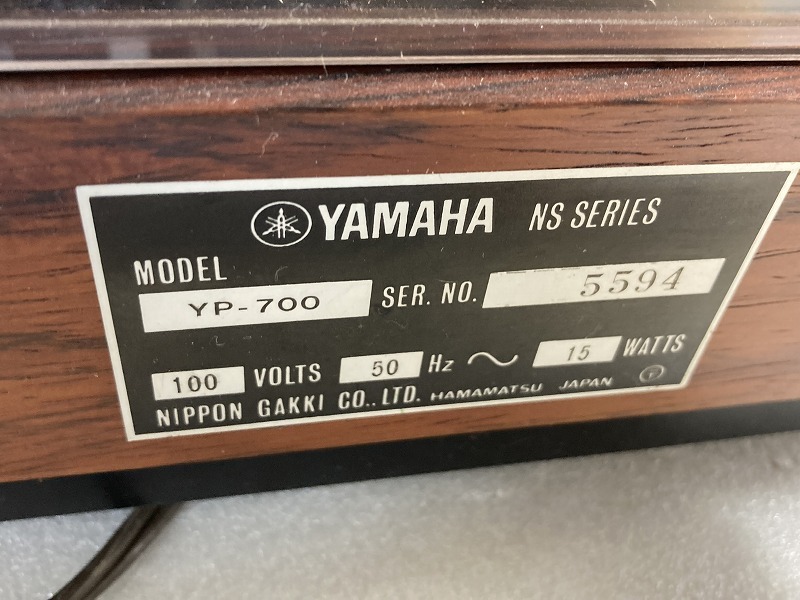 YAMAHA NS SERIES
MODEL YP-700 SER. NO. 5594
100 VOLTS 50 Hz 15 WATTS
NIPPON GAKKI CO., LTD. HAMAMATSU JAPAN